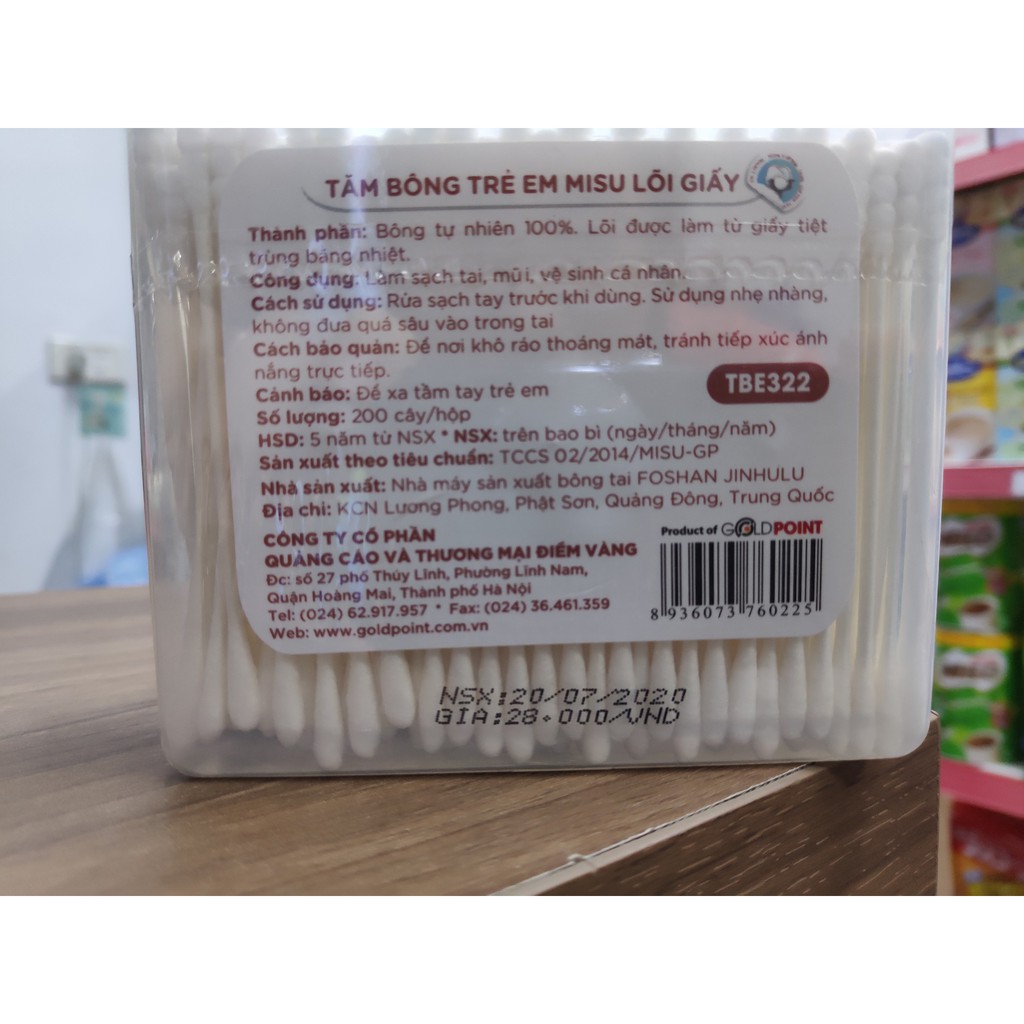 TĂM BÔNG TRẺ EM MISU LÕI GIẤY
Thành phần: Bông tự nhiên 100%. Lõi được làm từ giấy tiệt
trùng bằng nhiệt.
Công dụng: Làm sạch tai, mũi, vệ sinh cá nhân.
Cách sử dụng: Rửa sạch tay trước khi dùng. Sử dụng nhẹ nhàng,
không đưa quá sâu vào trong tai
Cách bảo quản: Để nơi khô ráo thoáng mát, tránh tiếp xúc ánh
nắng trực tiếp.
Cảnh báo: Để xa tầm tay trẻ em
TBE322
Số lượng: 200 cây/hộp
HSD: 5 năm từ NSX * NSX: trên bao bì (ngày/tháng/năm)
Sản xuất theo tiêu chuẩn: TCCS 02/2014/MISU-GP
Nhà sản xuất: Nhà máy sản xuất bông tai FOSHAN JINHULU
Địa chỉ: KCN Lương Phong, Phật Sơn, Quảng Đông, Trung Quốc
CÔNG TY CỔ PHẦN
QUẢNG CÁO VÀ THƯƠNG MẠI ĐIỂM VÀNG
Đc: số 27 phố Thúy Lĩnh, Phường Lĩnh Nam,
Quận Hoàng Mai, Thành phố Hà Nội
Tel: (024) 62.917.957 * Fax: (024) 36.461.359
Web: www.goldpoint.com.vn
Product of GOLDPOINT
8 936073 760225
NSX:20/07/2020
GIA:28.000/VND